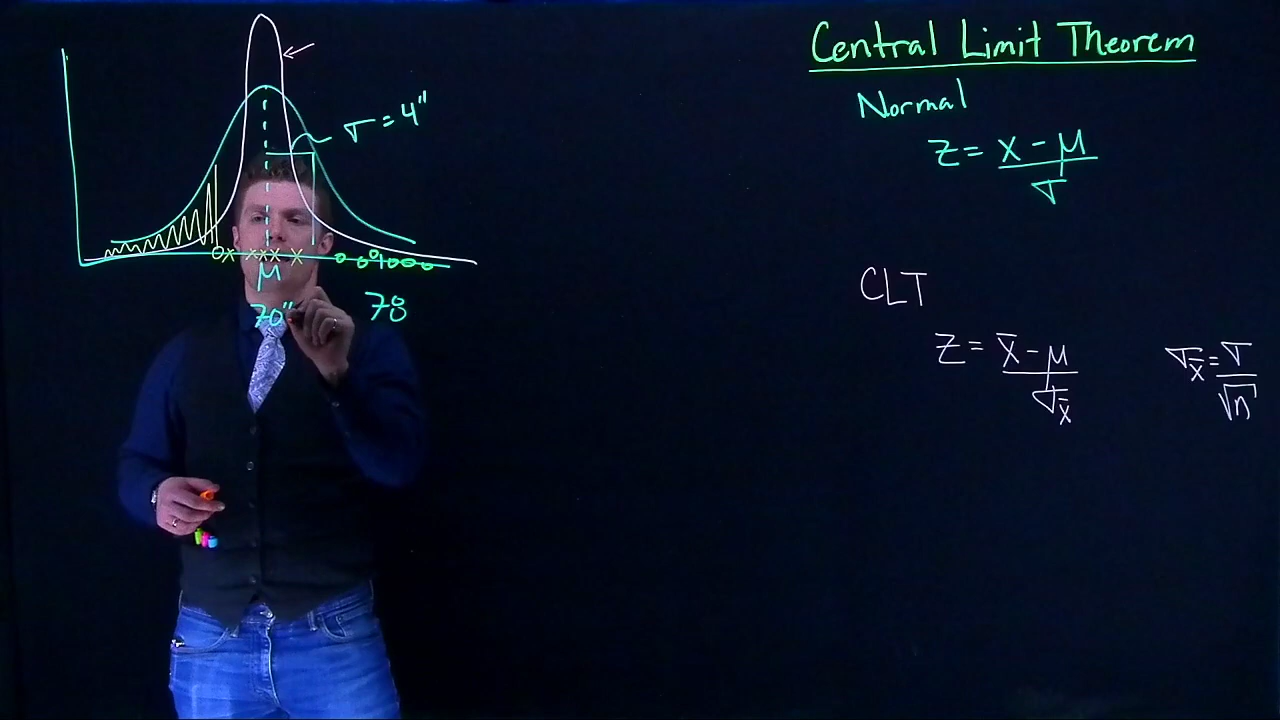 Central Limit Theorem
Normal
z = x - μ / σ
σ = 4"
μ
70" 78
CLT
z = x̄ - μ / σx̄
σx̄ = σ / √n